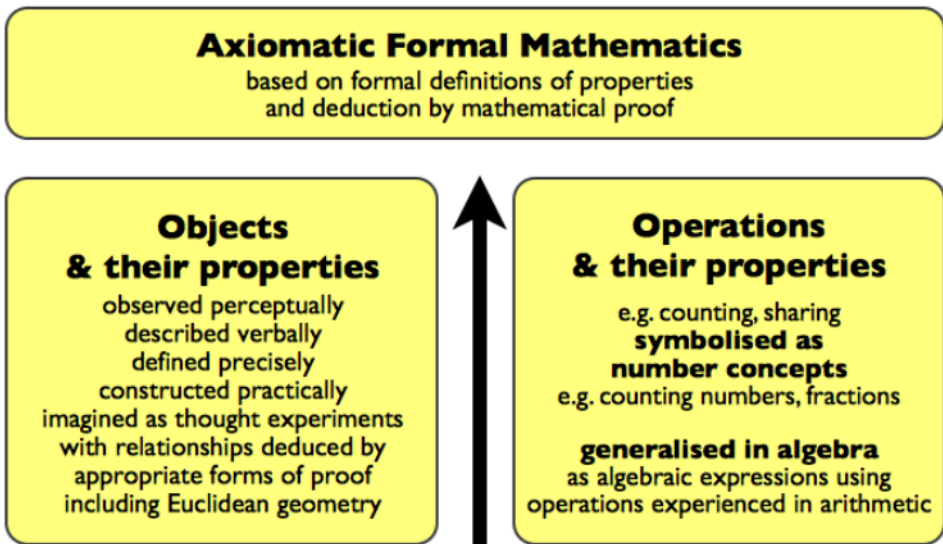 Axiomatic Formal Mathematics
based on formal definitions of properties
and deduction by mathematical proof
Objects
& their properties
observed perceptually
described verbally
defined precisely
constructed practically
imagined as thought experiments
with relationships deduced by
appropriate forms of proof
including Euclidean geometry
Operations
& their properties
e.g. counting, sharing
symbolised as
number concepts
e.g. counting numbers, fractions
generalised in algebra
as algebraic expressions using
operations experienced in arithmetic